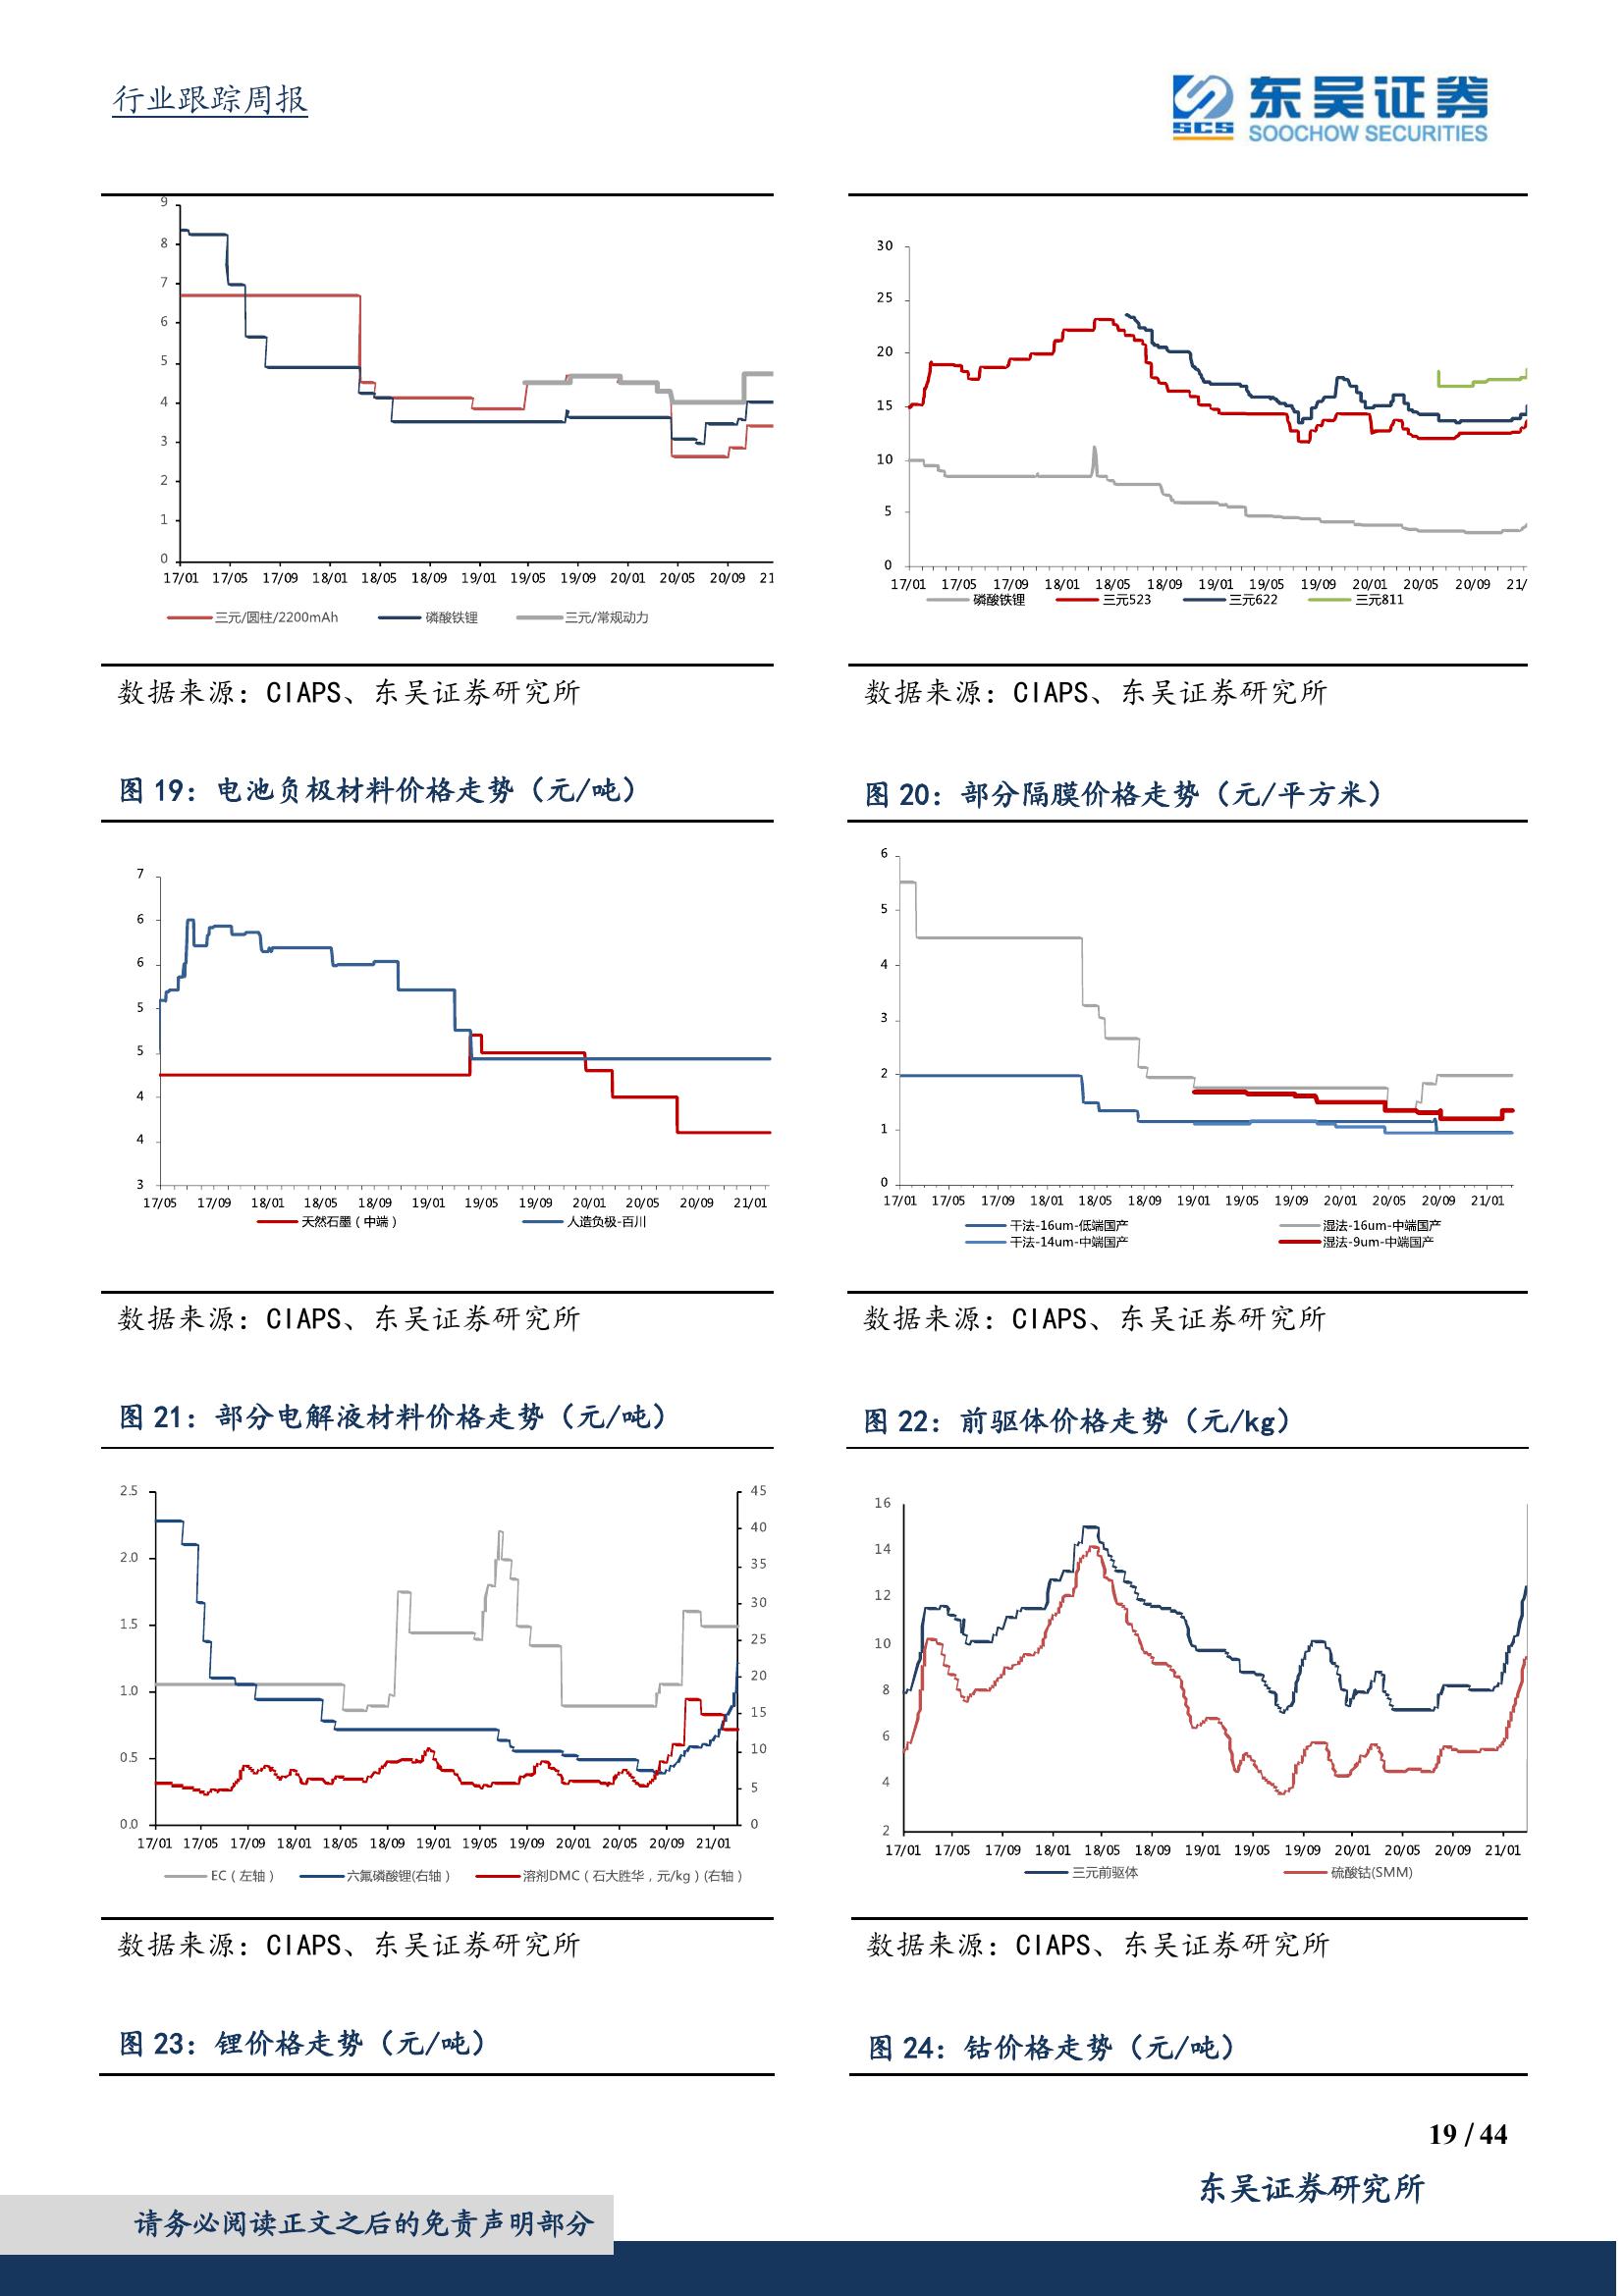 行业跟踪周报
SCS
东吴证券
SOOCHOW SECURITIES
9
8
7
6
5
4
3
2
1
0
17/01 17/05 17/09 18/01 18/05 18/09 19/01 19/05 19/09 20/01 20/05 20/09 21
三元/圆柱/2200mAh 磷酸铁锂 三元/常规动力
30
25
20
15
10
5
0
17/01 17/05 17/09 18/01 18/05 18/09 19/01 19/05 19/09 20/01 20/05 20/09 21/
磷酸铁锂 三元523 三元622 三元811
数据来源：CIAPS、东吴证券研究所
数据来源：CIAPS、东吴证券研究所
图 19：电池负极材料价格走势（元/吨）
图 20：部分隔膜价格走势（元/平方米）
7
6
6
5
5
4
4
3
17/05 17/09 18/01 18/05 18/09 19/01 19/05 19/09 20/01 20/05 20/09 21/01
天然石墨（中端） 人造负极-百川
6
5
4
3
2
1
0
17/01 17/05 17/09 18/01 18/05 18/09 19/01 19/05 19/09 20/01 20/05 20/09 21/01
干法-16um-低端国产 湿法-16um-中端国产
干法-14um-中端国产 湿法-9um-中端国产
数据来源：CIAPS、东吴证券研究所
数据来源：CIAPS、东吴证券研究所
图 21：部分电解液材料价格走势（元/吨）
图 22：前驱体价格走势（元/kg）
2.5
2.0
1.5
1.0
0.5
0.0
45
40
35
30
25
20
15
10
5
0
17/01 17/05 17/09 18/01 18/05 18/09 19/01 19/05 19/09 20/01 20/05 20/09 21/01
EC（左轴） 六氟磷酸锂(右轴) 溶剂DMC（石大胜华，元/kg）(右轴)
16
14
12
10
8
6
4
2
17/01 17/05 17/09 18/01 18/05 18/09 19/01 19/05 19/09 20/01 20/05 20/09 21/01
三元前驱体 硫酸钴(SMM)
数据来源：CIAPS、东吴证券研究所
数据来源：CIAPS、东吴证券研究所
图 23：锂价格走势（元/吨）
图 24：钴价格走势（元/吨）
19 / 44
东吴证券研究所
请务必阅读正文之后的免责声明部分